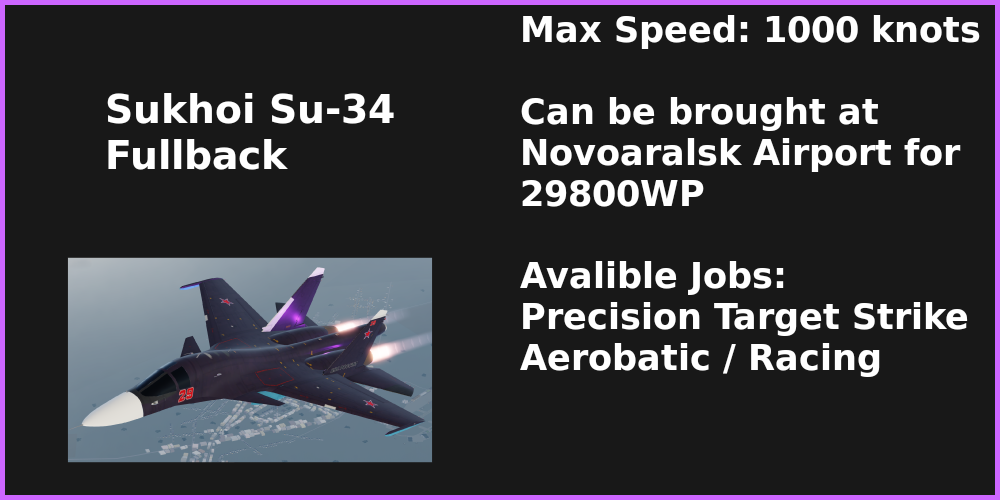 Sukhoi Su-34
Fullback
Max Speed: 1000 knots
Can be brought at
Novoaralsk Airport for
29800WP
Avalible Jobs:
Precision Target Strike
Aerobatic / Racing
29